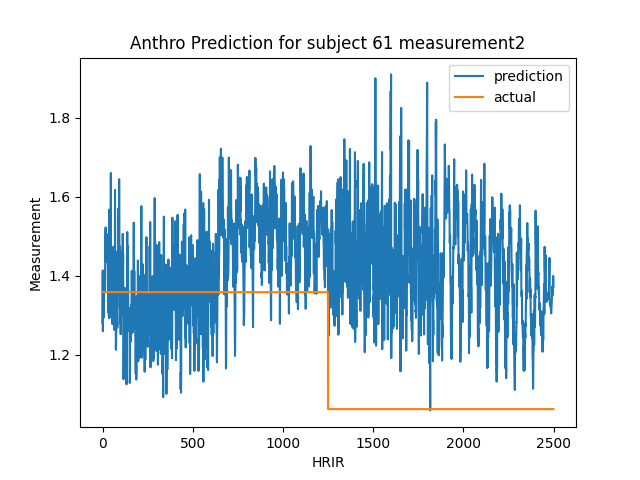 Anthro Prediction for subject 61 measurement2
prediction
actual
1.8
1.6
1.4
1.2
Measurement
0
500
1000
1500
2000
2500
HRIR